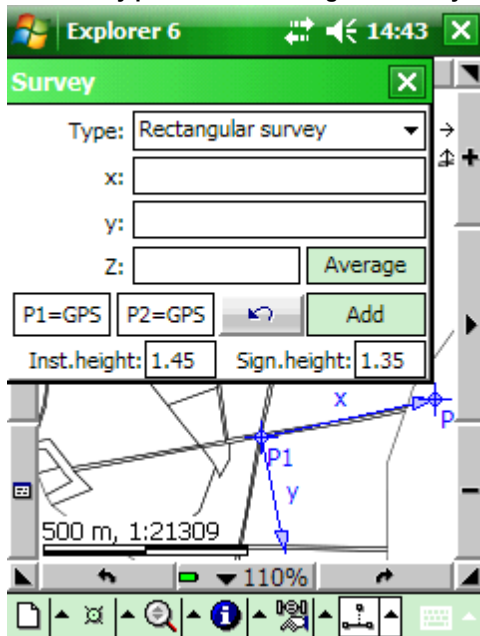 Explorer 6 14:43
Survey
Type: Rectangular survey
x:
y:
Z: Average
P1=GPS P2=GPS Add
Inst.height: 1.45 Sign.height: 1.35
x
P
P1
y
500 m, 1:21309
110%